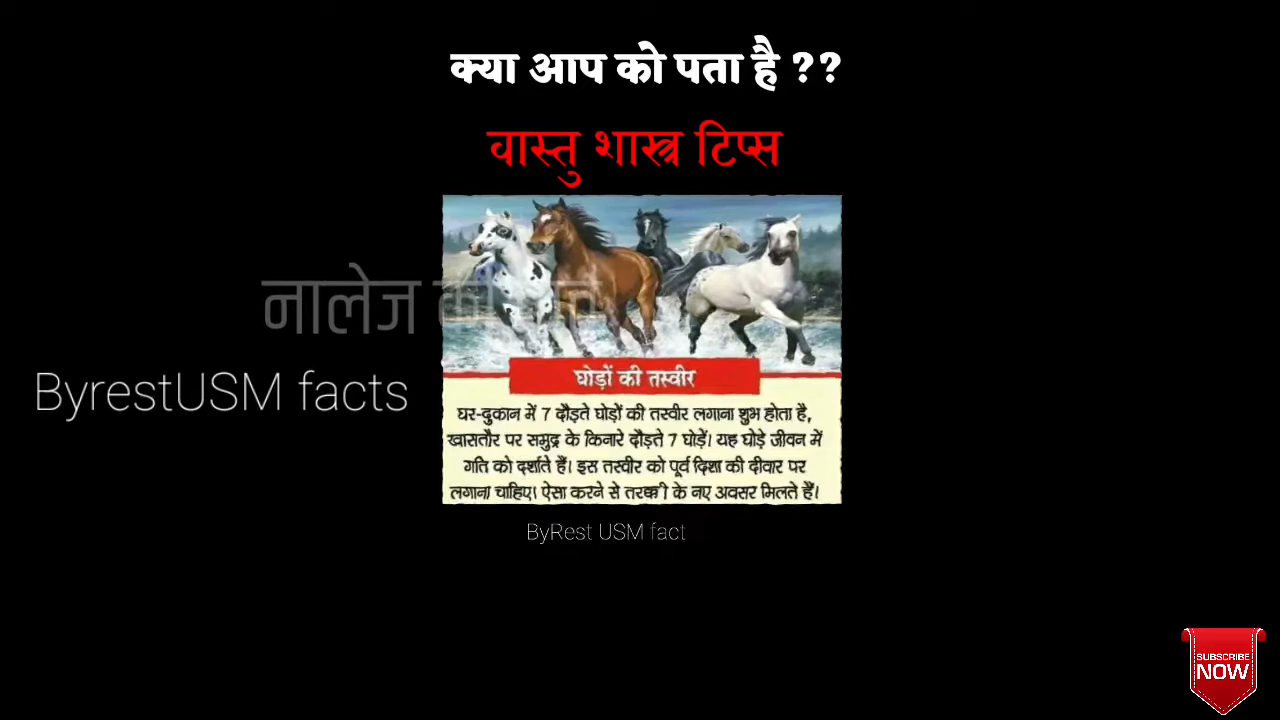 क्या आप को पता है ??
वास्तु शास्त्र टिप्स
नालेज की
ByrestUSM facts
घोड़ों की तस्वीर
घर-दुकान में 7 दौड़ते घोड़ों की तस्वीर लगाना शुभ होता है,
खासतौर पर समुद्र के किनारे दौड़ते 7 घोड़ें। यह घोड़े जीवन में
गति को दर्शाते हैं। इस तस्वीर को पूर्व दिशा की दीवार पर
लगाना चाहिए। ऐसा करने से तरक्की के नए अवसर मिलते हैं।
ByRest USM fact
SUBSCRIBE
NOW